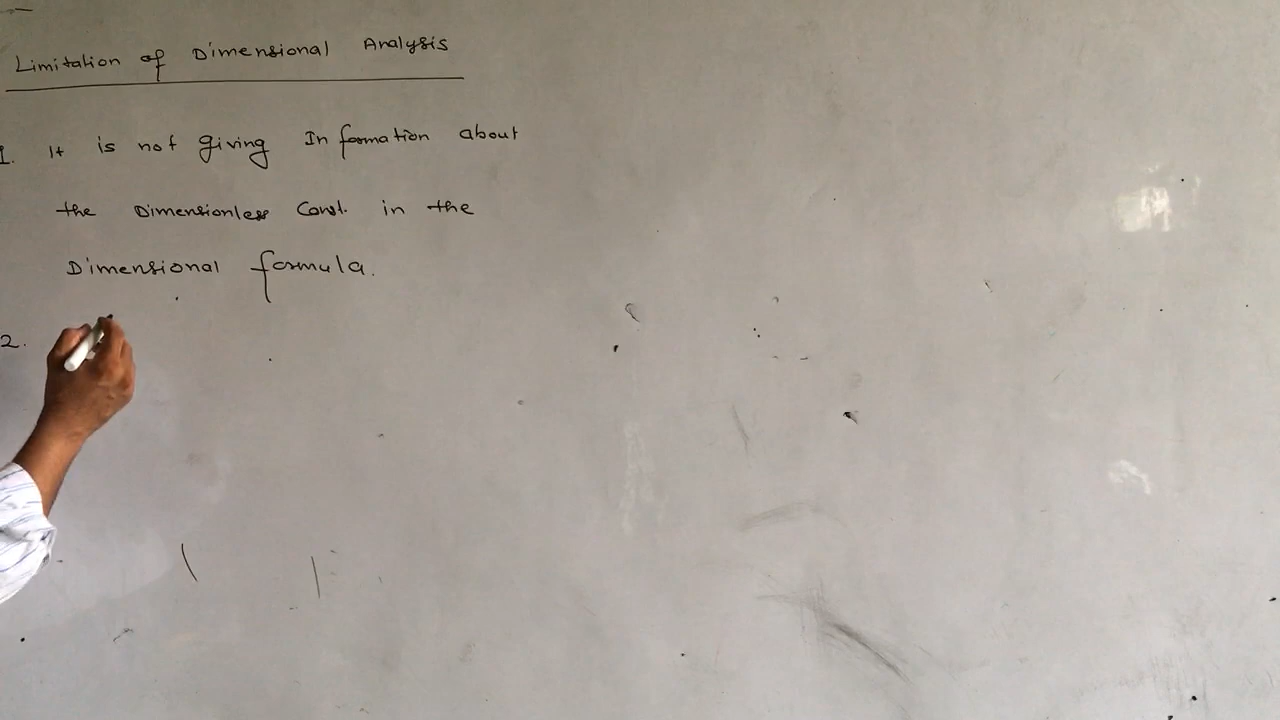 Limitation of Dimensional Analysis
1. It is not giving Information about
the Dimensionless Const. in the
Dimensional formula.
2.